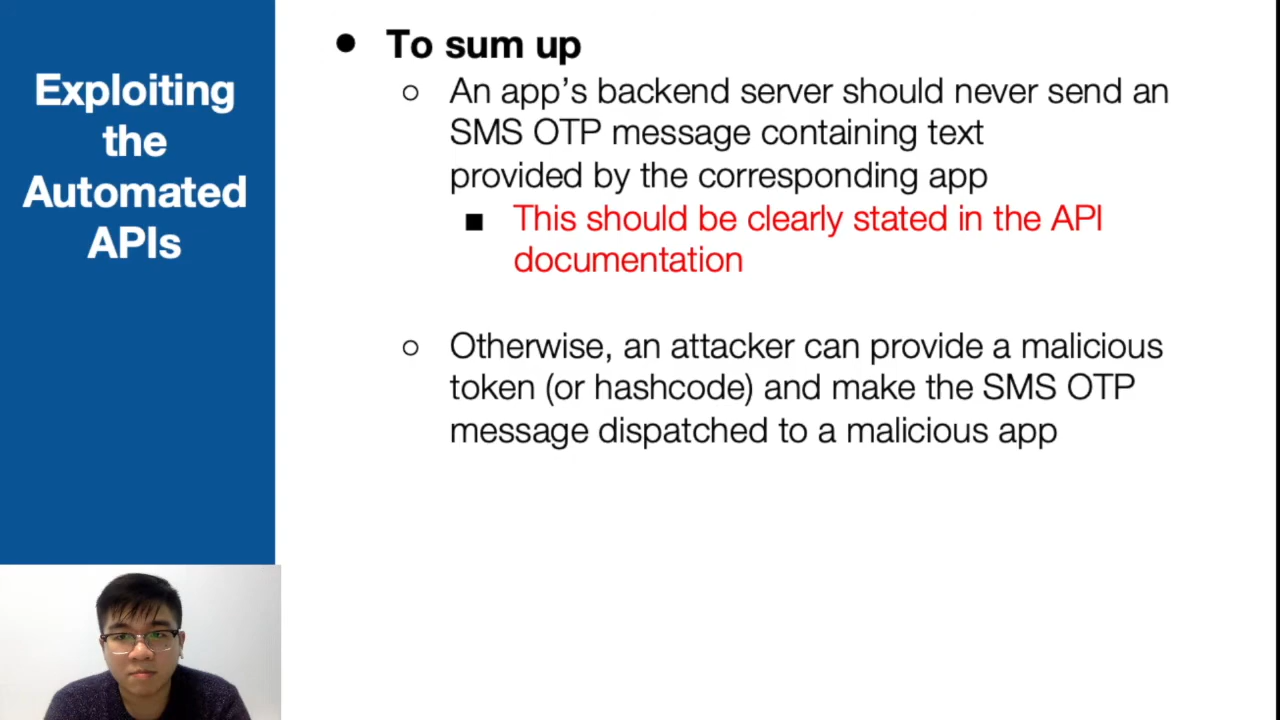 Exploiting
the
Automated
APIs
● To sum up
○ An app’s backend server should never send an
SMS OTP message containing text
provided by the corresponding app
■ This should be clearly stated in the API
documentation
○ Otherwise, an attacker can provide a malicious
token (or hashcode) and make the SMS OTP
message dispatched to a malicious app